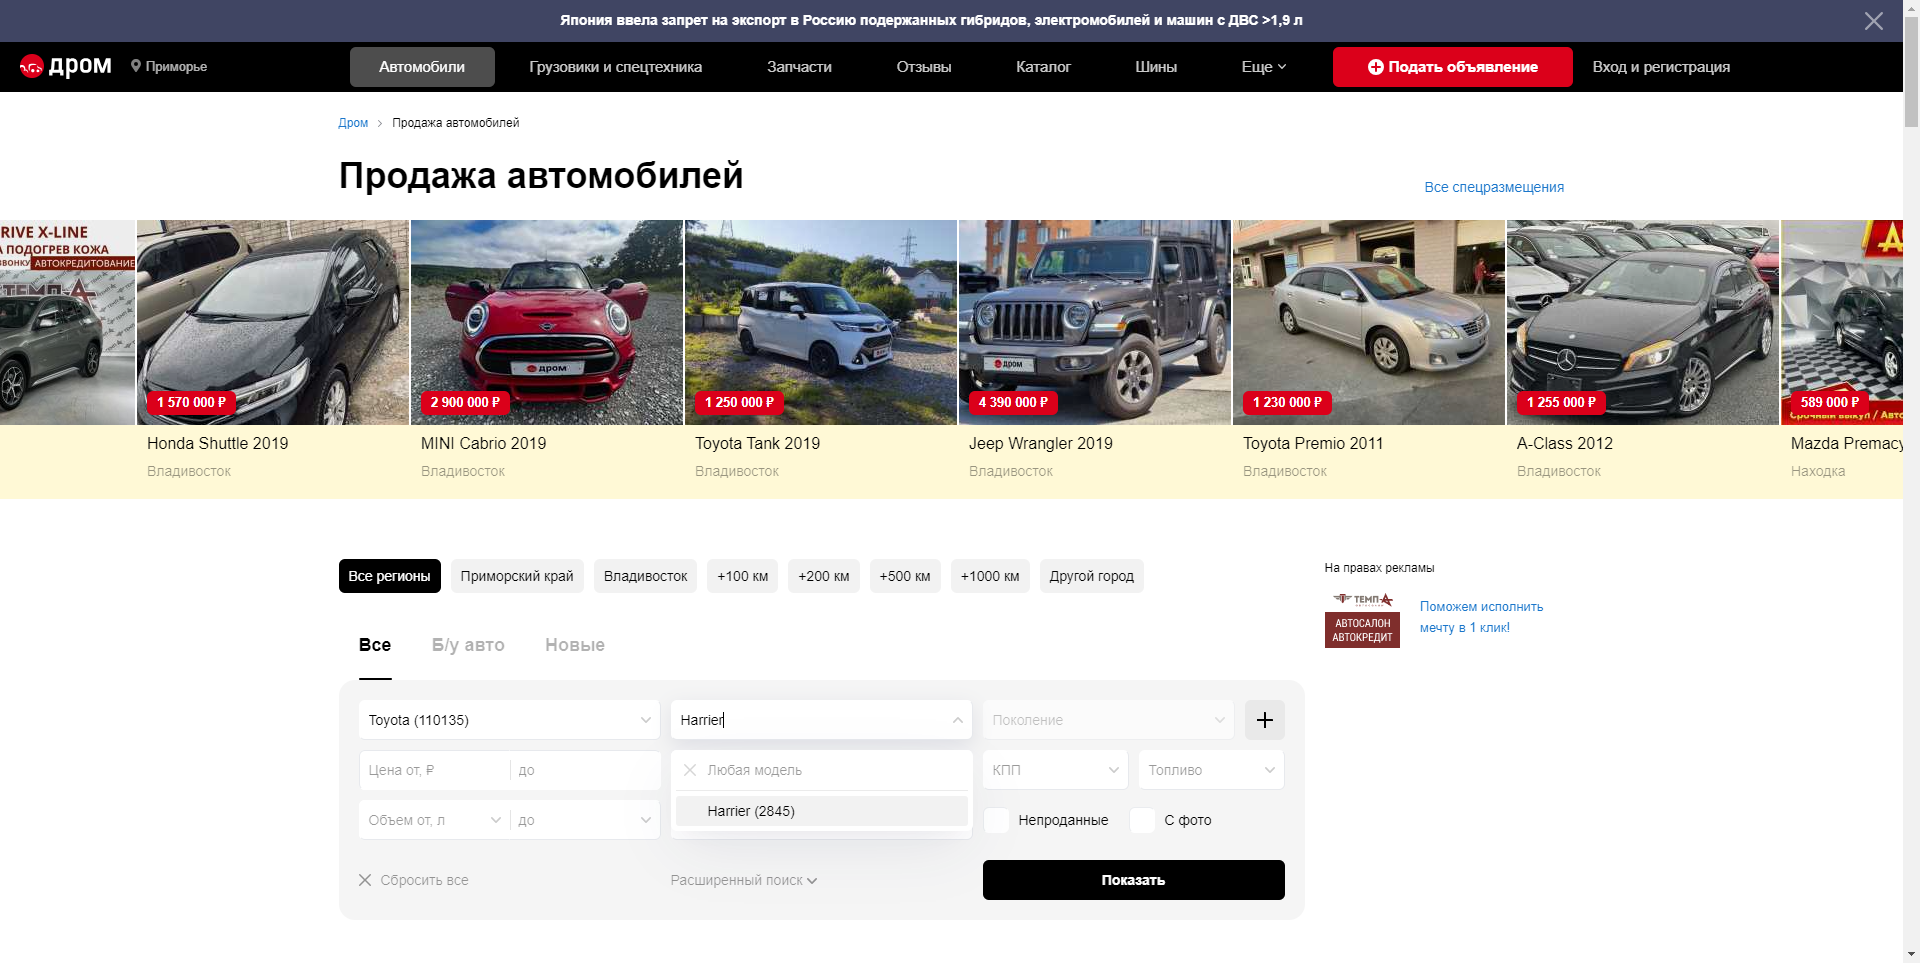 Япония ввела запрет на экспорт в Россию подержанных гибридов, электромобилей и машин с ДВС >1,9 л
дром
Приморье
Автомобили
Грузовики и спецтехника
Запчасти
Отзывы
Каталог
Шины
Еще
Подать объявление
Вход и регистрация
Дром
Продажа автомобилей
Продажа автомобилей
Все спецразмещения
RIVE X-LINE
А ПОДОГРЕВ КОЖА
АВТОКРЕДИТОВАНИЕ
1 570 000 ₽
Honda Shuttle 2019
Владивосток
дром
2 900 000 ₽
MINI Cabrio 2019
Владивосток
1 250 000 ₽
Toyota Tank 2019
Владивосток
дром
4 390 000 ₽
Jeep Wrangler 2019
Владивосток
1 230 000 ₽
Toyota Premio 2011
Владивосток
1 255 000 ₽
A-Class 2012
Владивосток
589 000 ₽
Срочный выкуп / Авто
Mazda Premacy
Находка
Все регионы
Приморский край
Владивосток
+100 км
+200 км
+500 км
+1000 км
Другой город
На правах рекламы
ТЕМП-А
АВТОСАЛОН
АВТОКРЕДИТ
Поможем исполнить
мечту в 1 клик!
Все
Б/у авто
Новые
Toyota (110135)
Harrier
Поколение
Цена от, ₽
до
Любая модель
КПП
Топливо
Harrier (2845)
Объем от, л
до
Непроданные
С фото
Сбросить все
Расширенный поиск
Показать